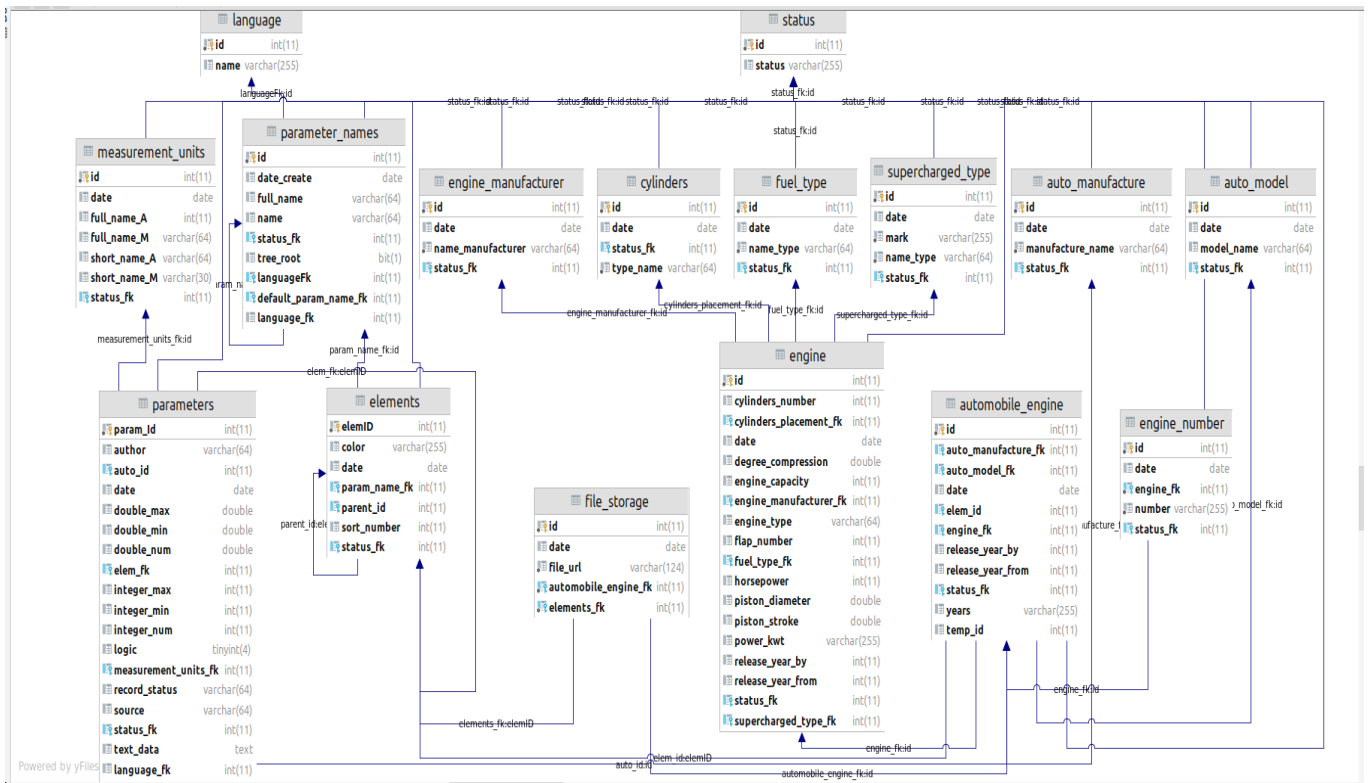 language
id int(11)
name varchar(255)
status
id int(11)
status varchar(255)
languageFk:id
status_fk:id
status_fk:id
status_fk:id
status_fk:id
status_fk:id
status_fk:id
status_fk:id
status_fk:id
measurement_units
id int(11)
date date
full_name_A int(11)
full_name_M varchar(64)
short_name_A varchar(64)
short_name_M varchar(30)
status_fk int(11)
parameter_names
id int(11)
date_create date
full_name varchar(64)
name varchar(64)
status_fk int(11)
tree_root bit(1)
languageFk int(11)
default_param_name_fk int(11)
language_fk int(11)
engine_manufacturer
id int(11)
date date
name_manufacturer varchar(64)
status_fk int(11)
cylinders
id int(11)
date date
status_fk int(11)
type_name varchar(64)
fuel_type
id int(11)
date date
name_type varchar(64)
status_fk int(11)
supercharged_type
id int(11)
date date
mark varchar(255)
name_type varchar(64)
status_fk int(11)
auto_manufacture
id int(11)
date date
manufacture_name varchar(64)
status_fk int(11)
auto_model
id int(11)
date date
model_name varchar(64)
status_fk int(11)
measurement_units_fk:id
param_name_fk:id
elem_fk:elemID
engine_manufacturer_fk:id
cylinders_placement_fk:id
fuel_type_fk:id
supercharged_type_fk:id
parameters
param_Id int(11)
author varchar(64)
auto_id int(11)
date date
double_max double
double_min double
double_num double
elem_fk int(11)
integer_max int(11)
integer_min int(11)
integer_num int(11)
logic tinyint(4)
measurement_units_fk int(11)
record_status varchar(64)
source varchar(64)
status_fk int(11)
text_data text
language_fk int(11)
elements
elemID int(11)
color varchar(255)
date date
param_name_fk int(11)
parent_id int(11)
sort_number int(11)
status_fk int(11)
file_storage
id int(11)
date date
file_url varchar(124)
automobile_engine_fk int(11)
elements_fk int(11)
engine
id int(11)
cylinders_number int(11)
cylinders_placement_fk int(11)
date date
degree_compression double
engine_capacity int(11)
engine_manufacturer_fk int(11)
engine_type varchar(64)
flap_number int(11)
fuel_type_fk int(11)
horsepower int(11)
piston_diameter double
piston_stroke double
power_kwt varchar(255)
release_year_by int(11)
release_year_from int(11)
status_fk int(11)
supercharged_type_fk int(11)
automobile_engine
id int(11)
auto_manufacture_fk int(11)
auto_model_fk int(11)
date date
elem_id int(11)
engine_fk int(11)
release_year_by int(11)
release_year_from int(11)
status_fk int(11)
years varchar(255)
temp_id int(11)
engine_number
id int(11)
date date
engine_fk int(11)
number varchar(255)
status_fk int(11)
o_model_fk:id
engine_fk:id
elements_fk:elemID
engine_fk:id
elem_id:elemID
auto_id:id
automobile_engine_fk:id
Powered by yFiles